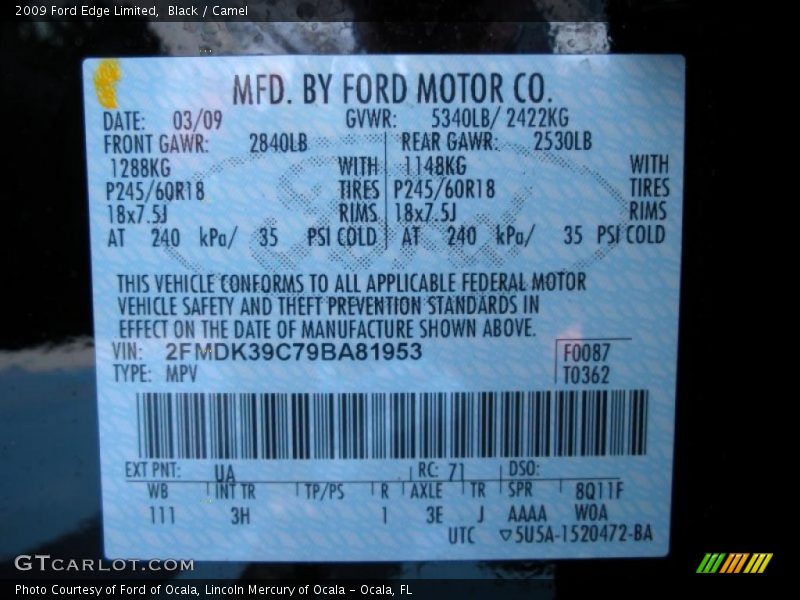 2009 Ford Edge Limited,  Black / Camel
MFD. BY FORD MOTOR CO.
DATE: 03/09 GVWR: 5340LB/ 2422KG
FRONT GAWR: 2840LB REAR GAWR: 2530LB
1288KG WITH 1148KG WITH
P245/60R18 TIRES P245/60R18 TIRES
18x7.5J RIMS 18x7.5J RIMS
AT 240 kPa/ 35 PSI COLD AT 240 kPa/ 35 PSI COLD
THIS VEHICLE CONFORMS TO ALL APPLICABLE FEDERAL MOTOR
VEHICLE SAFETY AND THEFT PREVENTION STANDARDS IN
EFFECT ON THE DATE OF MANUFACTURE SHOWN ABOVE.
VIN: 2FMDK39C79BA81953 F0087
TYPE: MPV T0362
EXT PNT: UA RC: 71 DSO:
WB INT TR TP/PS R AXLE TR SPR 8Q11F
111 3H 1 3E J AAAA W0A
UTC ▽5U5A-1520472-BA
GTCARLOT.COM
Photo Courtesy of Ford of Ocala, Lincoln Mercury of Ocala - Ocala, FL